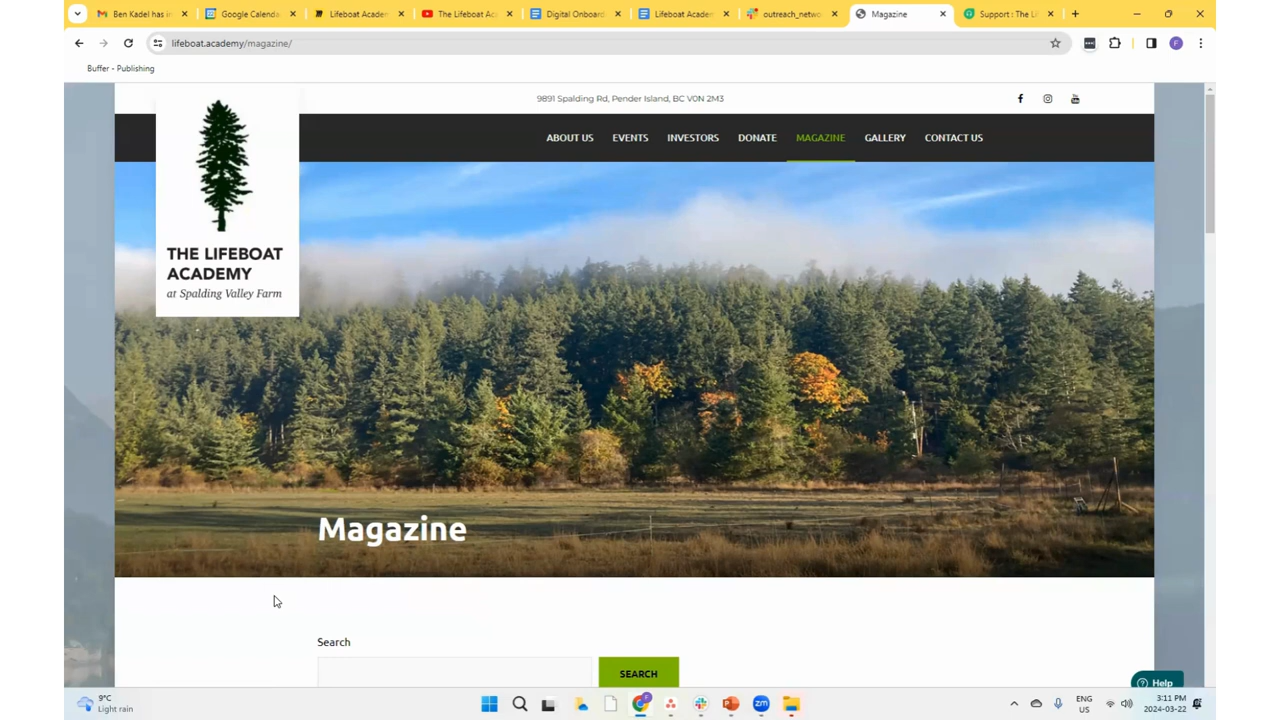 Ben Kadel has in
Google Calenda
Lifeboat Acade
The Lifeboat Ac
Digital Onboard
Lifeboat Acade
outreach_netwo
Magazine
Support : The Li
lifeboat.academy/magazine/
Buffer - Publishing
9891 Spalding Rd, Pender Island, BC V0N 2M3
ABOUT US
EVENTS
INVESTORS
DONATE
MAGAZINE
GALLERY
CONTACT US
THE LIFEBOAT
ACADEMY
at Spalding Valley Farm
Magazine
Search
SEARCH
Help
9°C
Light rain
ENG
US
3:11 PM
2024-03-22